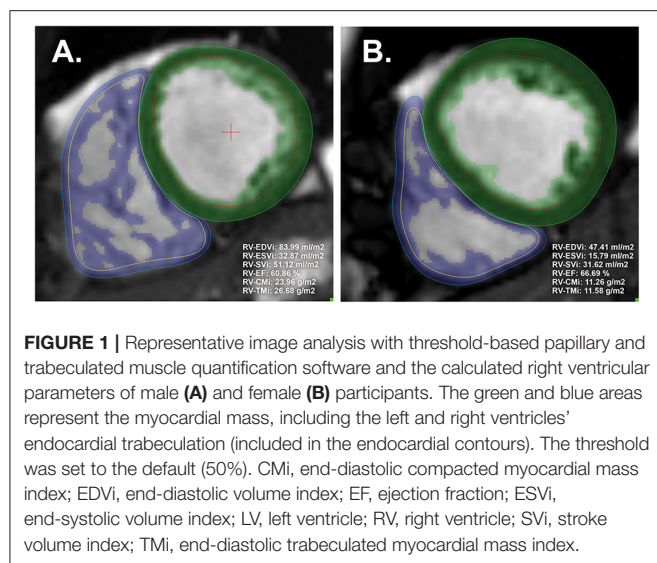 A.
RV-EDVi: 83.99 ml/m2
RV-ESVi: 32.87 ml/m2
RV-SVi: 51.12 ml/m2
RV-EF: 60.86 %
RV-CMi: 23.96 g/m2
RV-TMi: 26.68 g/m2
B.
RV-EDVi: 47.41 ml/m2
RV-ESVi: 15.79 ml/m2
RV-SVi: 31.62 ml/m2
RV-EF: 66.69 %
RV-CMi: 11.26 g/m2
RV-TMi: 11.58 g/m2
FIGURE 1 | Representative image analysis with threshold-based papillary and
trabeculated muscle quantification software and the calculated right ventricular
parameters of male (A) and female (B) participants. The green and blue areas
represent the myocardial mass, including the left and right ventricles'
endocardial trabeculation (included in the endocardial contours). The threshold
was set to the default (50%). CMi, end-diastolic compacted myocardial mass
index; EDVi, end-diastolic volume index; EF, ejection fraction; ESVi,
end-systolic volume index; LV, left ventricle; RV, right ventricle; SVi, stroke
volume index; TMi, end-diastolic trabeculated myocardial mass index.